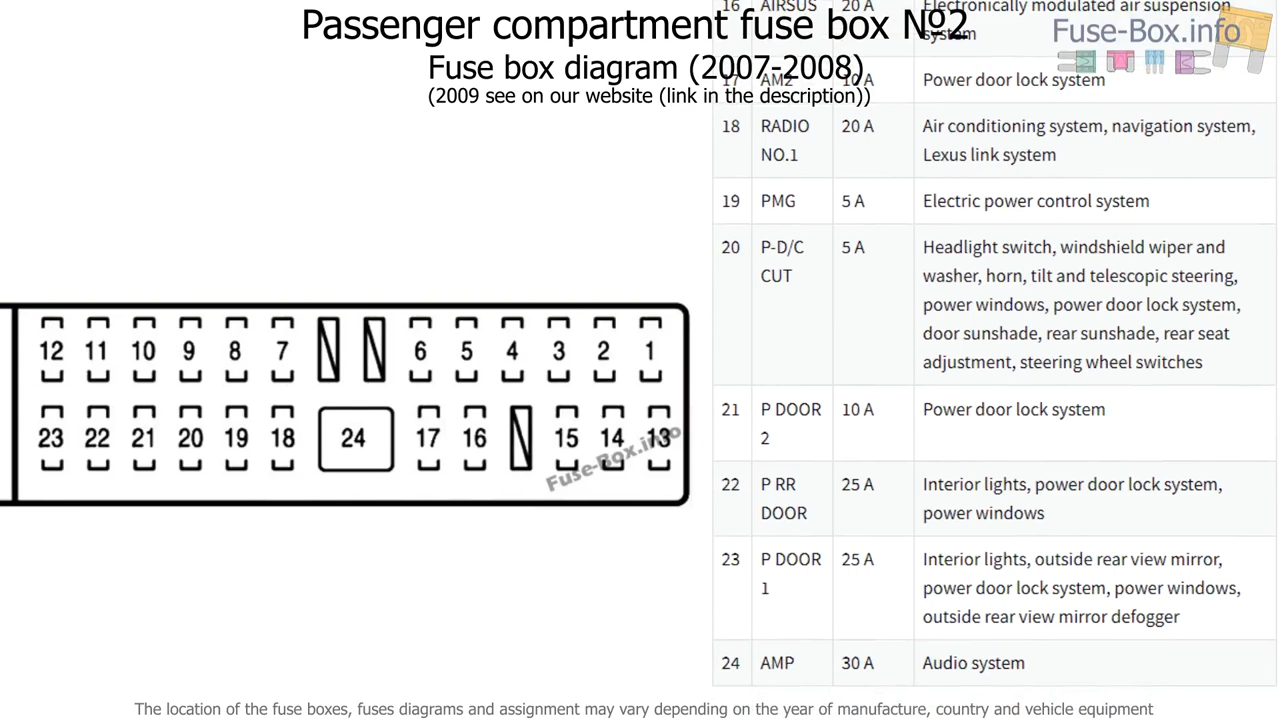 Passenger compartment fuse box №2
Fuse box diagram (2007-2008)
(2009 see on our website (link in the description))
Fuse-Box.info
16 AIRSUS 20 A Electronically modulated air suspension
system
17 AM2 10 A Power door lock system
18 RADIO 20 A Air conditioning system, navigation system,
NO.1 Lexus link system
19 PMG 5 A Electric power control system
20 P-D/C 5 A Headlight switch, windshield wiper and
CUT washer, horn, tilt and telescopic steering,
power windows, power door lock system,
door sunshade, rear sunshade, rear seat
adjustment, steering wheel switches
21 P DOOR 10 A Power door lock system
2
22 P RR 25 A Interior lights, power door lock system,
DOOR power windows
23 P DOOR 25 A Interior lights, outside rear view mirror,
1 power door lock system, power windows,
outside rear view mirror defogger
24 AMP 30 A Audio system
12 11 10 9 8 7 6 5 4 3 2 1
23 22 21 20 19 18 24 17 16 15 14 13
Fuse-Box.info
The location of the fuse boxes, fuses diagrams and assignment may vary depending on the year of manufacture, country and vehicle equipment